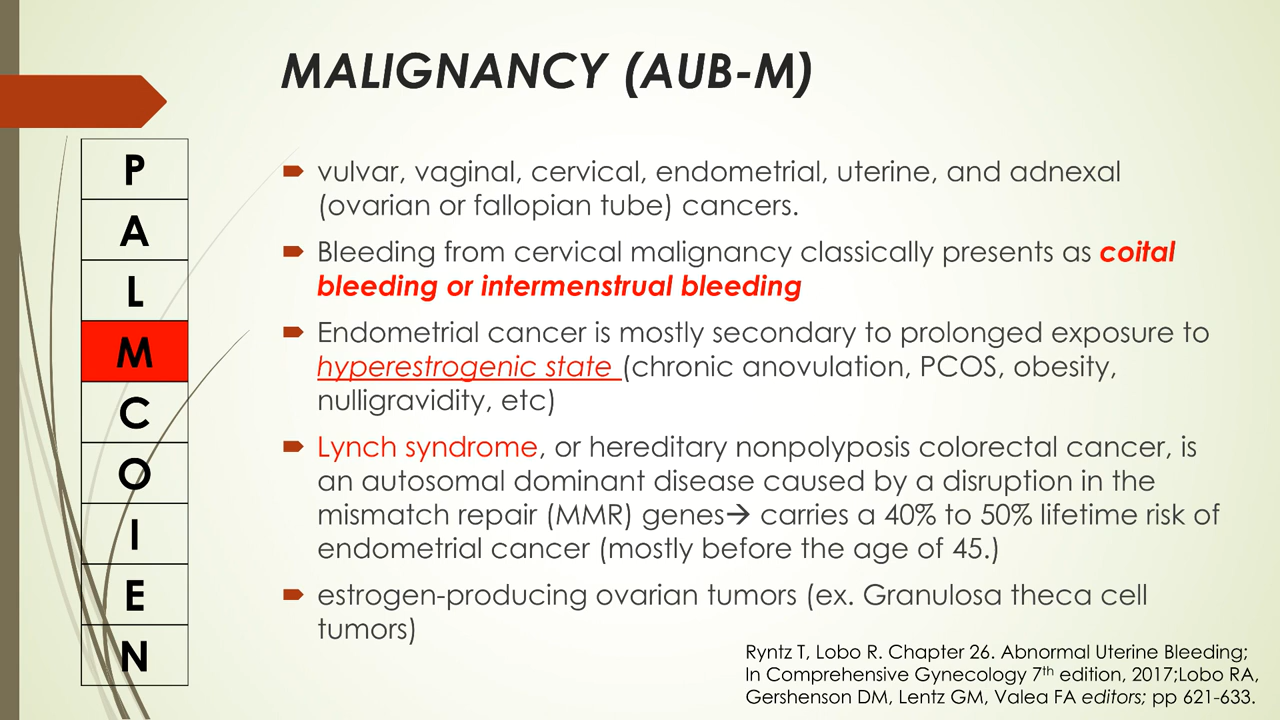 MALIGNANCY (AUB-M)
P
A
L
M
C
O
I
E
N
vulvar, vaginal, cervical, endometrial, uterine, and adnexal
(ovarian or fallopian tube) cancers.
Bleeding from cervical malignancy classically presents as coital
bleeding or intermenstrual bleeding
Endometrial cancer is mostly secondary to prolonged exposure to
hyperestrogenic state (chronic anovulation, PCOS, obesity,
nulligravidity, etc)
Lynch syndrome, or hereditary nonpolyposis colorectal cancer, is
an autosomal dominant disease caused by a disruption in the
mismatch repair (MMR) genes→ carries a 40% to 50% lifetime risk of
endometrial cancer (mostly before the age of 45.)
estrogen-producing ovarian tumors (ex. Granulosa theca cell
tumors)
Ryntz T, Lobo R. Chapter 26. Abnormal Uterine Bleeding;
In Comprehensive Gynecology 7th edition, 2017;Lobo RA,
Gershenson DM, Lentz GM, Valea FA editors; pp 621-633.